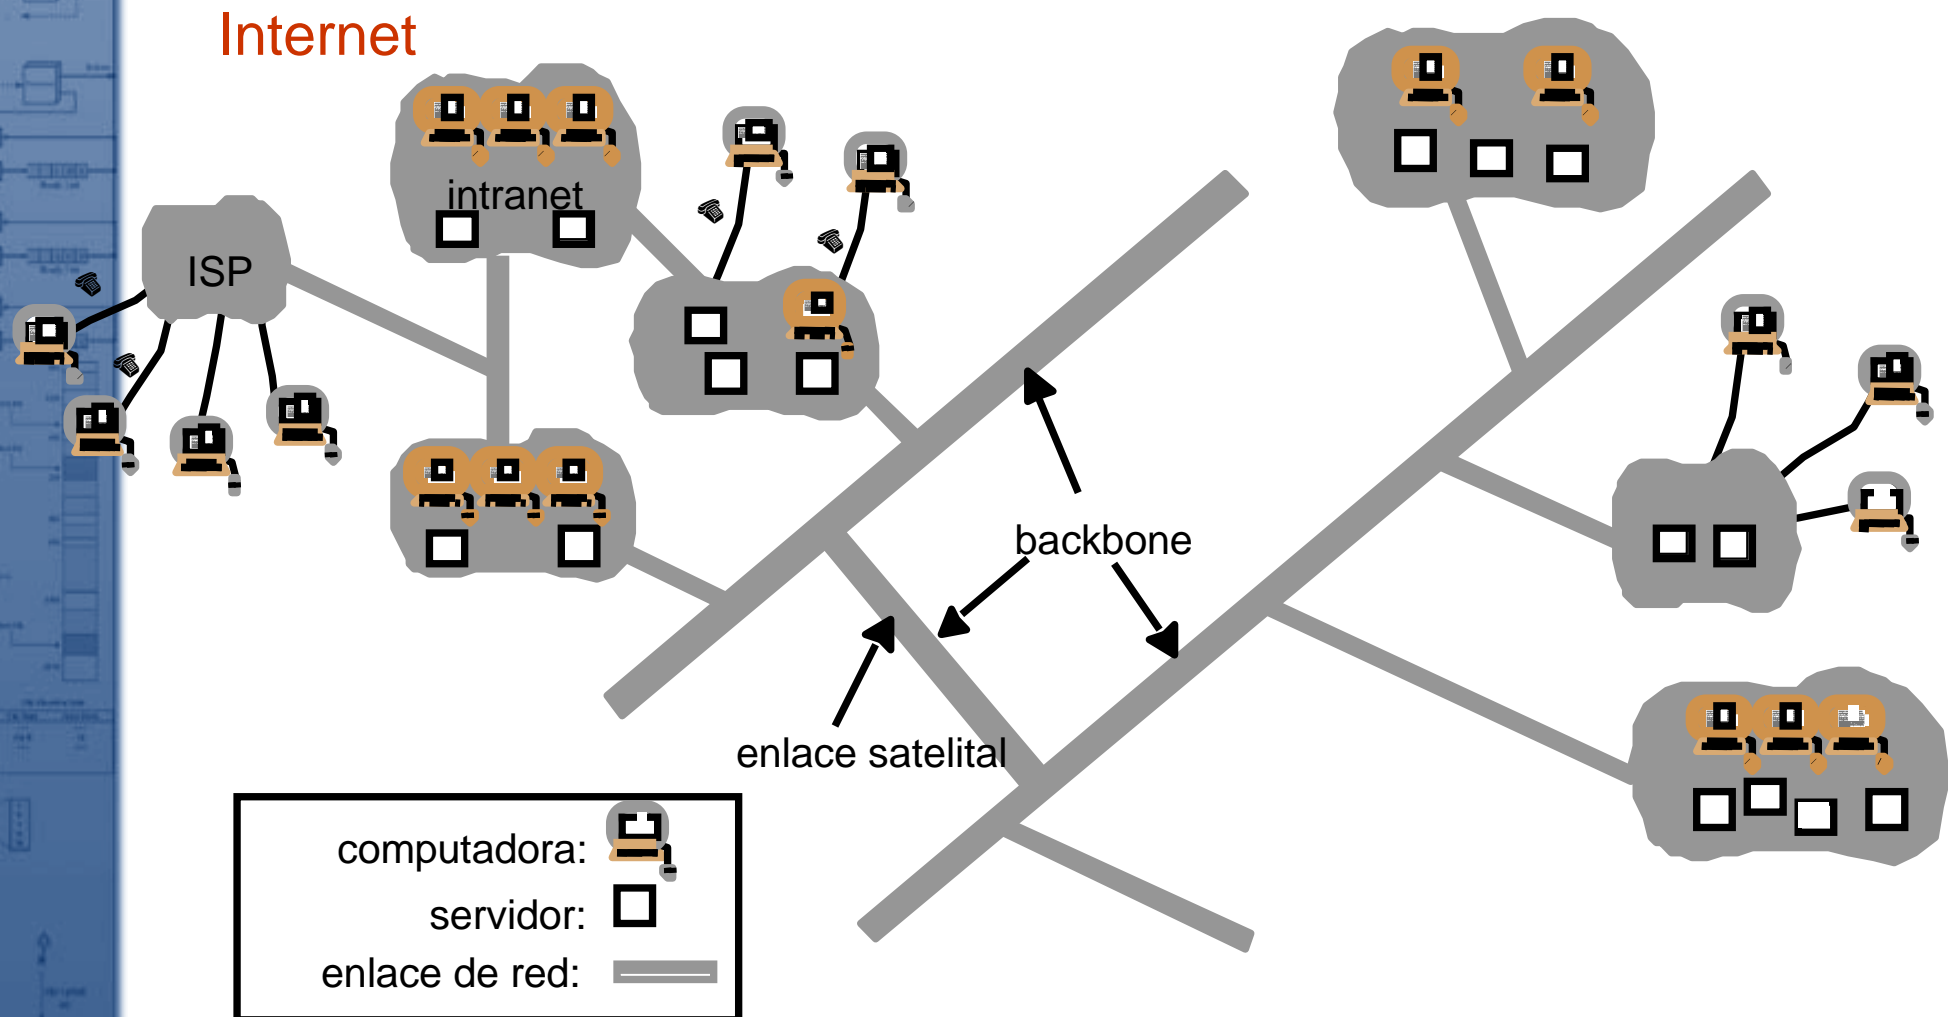 Internet
intranet
ISP
backbone
enlace satelital
computadora:
servidor:
enlace de red: